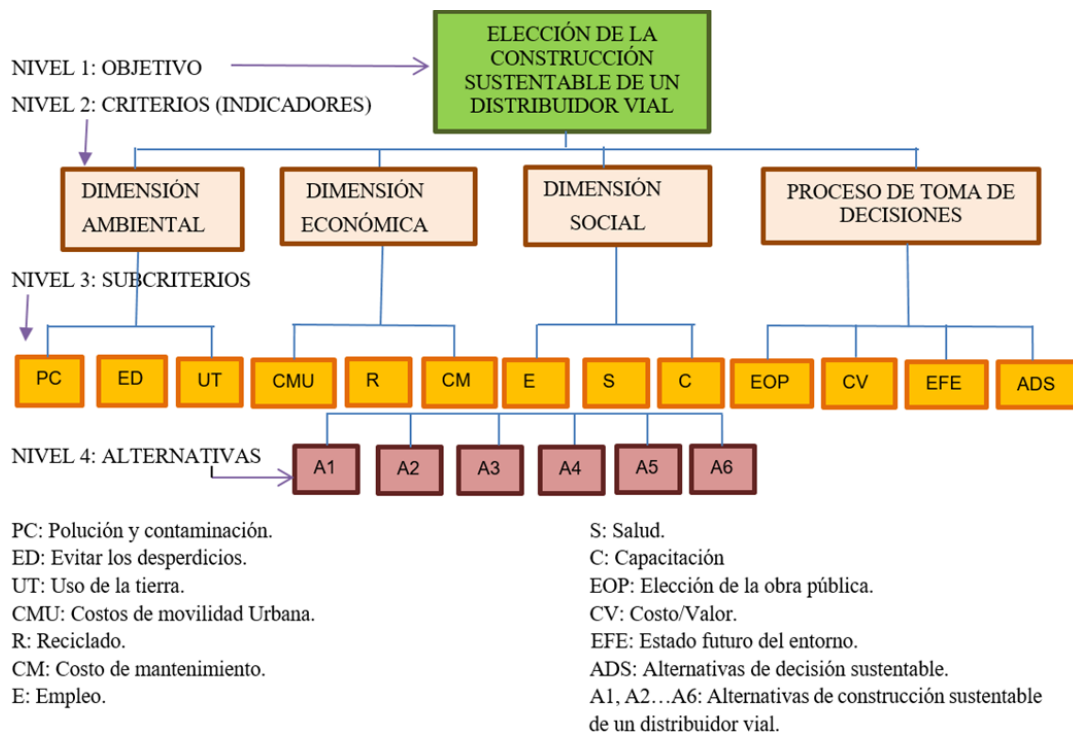 ELECCIÓN DE LA
CONSTRUCCIÓN
SUSTENTABLE DE UN
DISTRIBUIDOR VIAL
NIVEL 1: OBJETIVO
NIVEL 2: CRITERIOS (INDICADORES)
DIMENSIÓN
AMBIENTAL
DIMENSIÓN
ECONÓMICA
DIMENSIÓN
SOCIAL
PROCESO DE TOMA DE
DECISIONES
NIVEL 3: SUBCRITERIOS
PC
ED
UT
CMU
R
CM
E
S
C
EOP
CV
EFE
ADS
NIVEL 4: ALTERNATIVAS
A1
A2
A3
A4
A5
A6
PC: Polución y contaminación.
ED: Evitar los desperdicios.
UT: Uso de la tierra.
CMU: Costos de movilidad Urbana.
R: Reciclado.
CM: Costo de mantenimiento.
E: Empleo.
S: Salud.
C: Capacitación
EOP: Elección de la obra pública.
CV: Costo/Valor.
EFE: Estado futuro del entorno.
ADS: Alternativas de decisión sustentable.
A1, A2…A6: Alternativas de construcción sustentable
de un distribuidor vial.